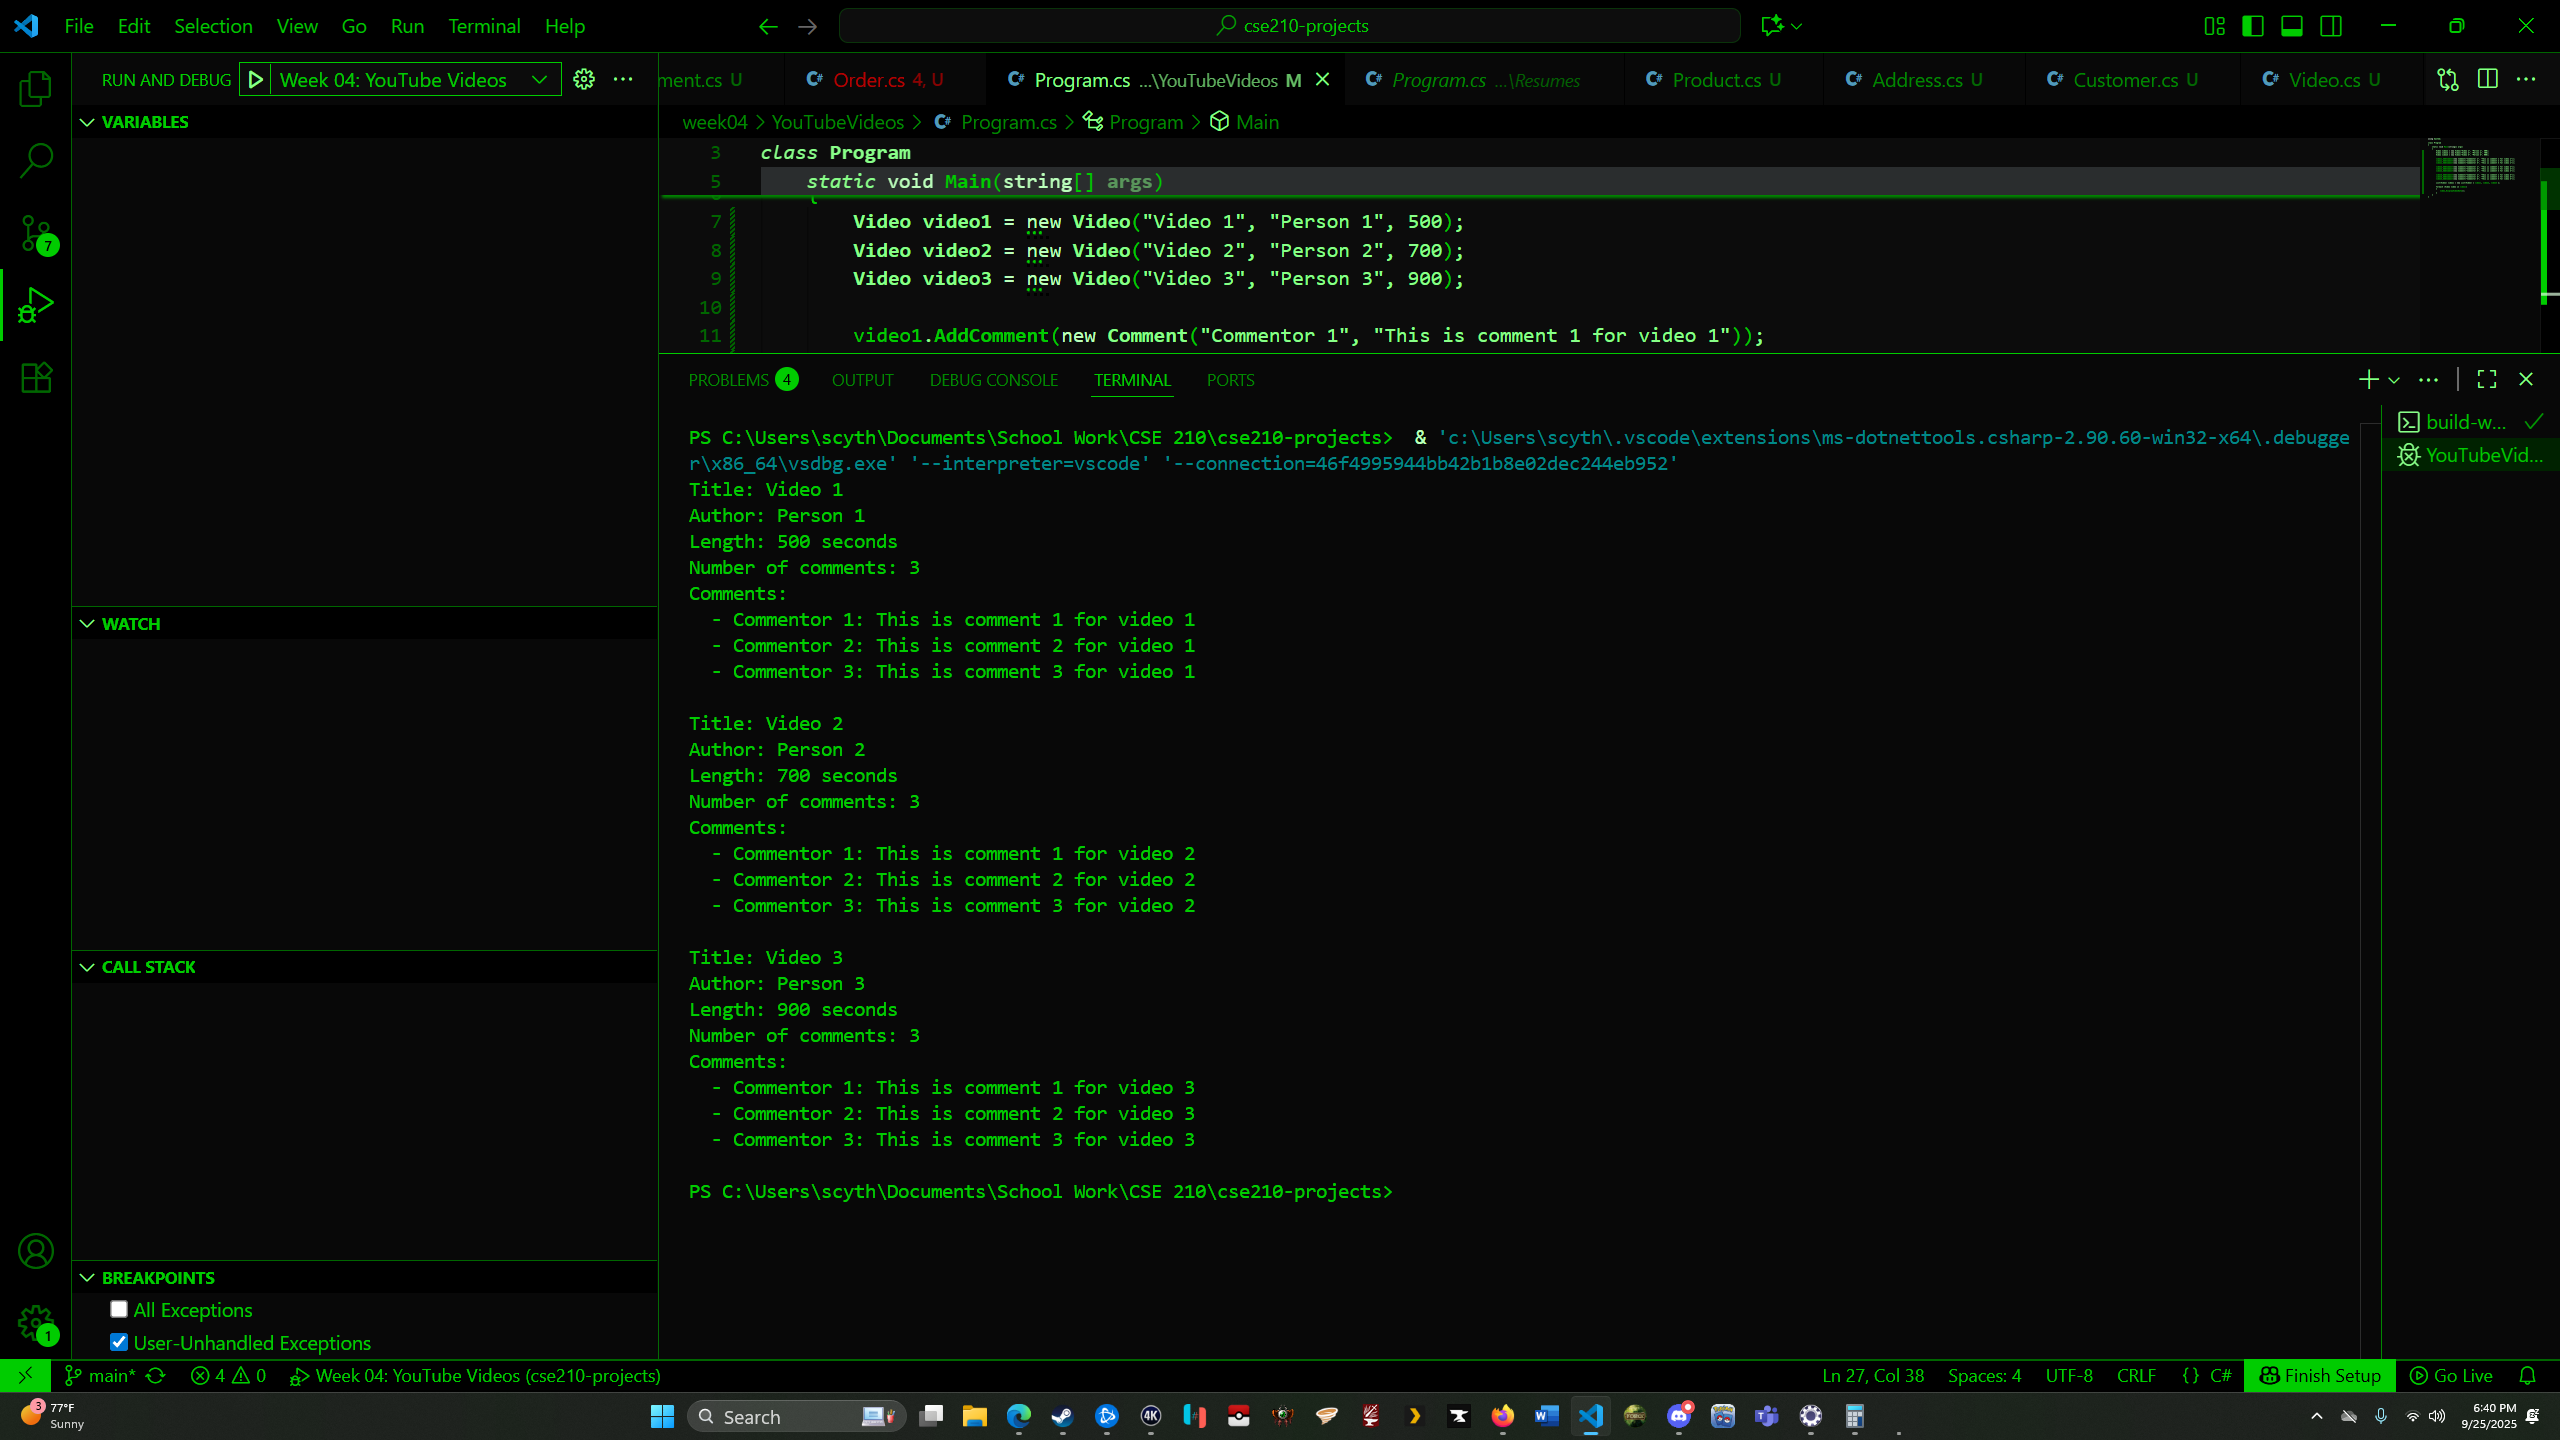 File Edit Selection View Go Run Terminal Help
cse210-projects
RUN AND DEBUG Week 04: YouTube Videos
ment.cs U Order.cs 4, U Program.cs ...\YouTubeVideos M Program.cs ...\Resumes Product.cs U Address.cs U Customer.cs U Video.cs U
VARIABLES
week04 > YouTubeVideos > Program.cs > Program > Main
3 class Program
5 static void Main(string[] args)
7 Video video1 = new Video("Video 1", "Person 1", 500);
8 Video video2 = new Video("Video 2", "Person 2", 700);
9 Video video3 = new Video("Video 3", "Person 3", 900);
10
11 video1.AddComment(new Comment("Commentor 1", "This is comment 1 for video 1"));
PROBLEMS 4 OUTPUT DEBUG CONSOLE TERMINAL PORTS
PS C:\Users\scyth\Documents\School Work\CSE 210\cse210-projects> & 'c:\Users\scyth\.vscode\extensions\ms-dotnettools.csharp-2.90.60-win32-x64\.debugge
r\x86_64\vsdbg.exe' '--interpreter=vscode' '--connection=46f4995944bb42b1b8e02dec244eb952'
Title: Video 1
Author: Person 1
Length: 500 seconds
Number of comments: 3
Comments:
- Commentor 1: This is comment 1 for video 1
- Commentor 2: This is comment 2 for video 1
- Commentor 3: This is comment 3 for video 1
Title: Video 2
Author: Person 2
Length: 700 seconds
Number of comments: 3
Comments:
- Commentor 1: This is comment 1 for video 2
- Commentor 2: This is comment 2 for video 2
- Commentor 3: This is comment 3 for video 2
Title: Video 3
Author: Person 3
Length: 900 seconds
Number of comments: 3
Comments:
- Commentor 1: This is comment 1 for video 3
- Commentor 2: This is comment 2 for video 3
- Commentor 3: This is comment 3 for video 3
PS C:\Users\scyth\Documents\School Work\CSE 210\cse210-projects>
build-w...
YouTubeVid...
7
WATCH
CALL STACK
BREAKPOINTS
All Exceptions
User-Unhandled Exceptions
1
main* 4 0 Week 04: YouTube Videos (cse210-projects)
Ln 27, Col 38 Spaces: 4 UTF-8 CRLF {} C# Finish Setup Go Live
3 77°F
Sunny
Search
4K
6:40 PM
9/25/2025